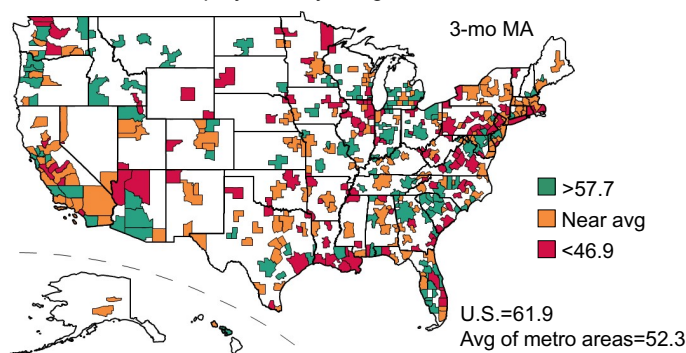 3-mo MA
>57.7
Near avg
<46.9
U.S.=61.9
Avg of metro areas=52.3